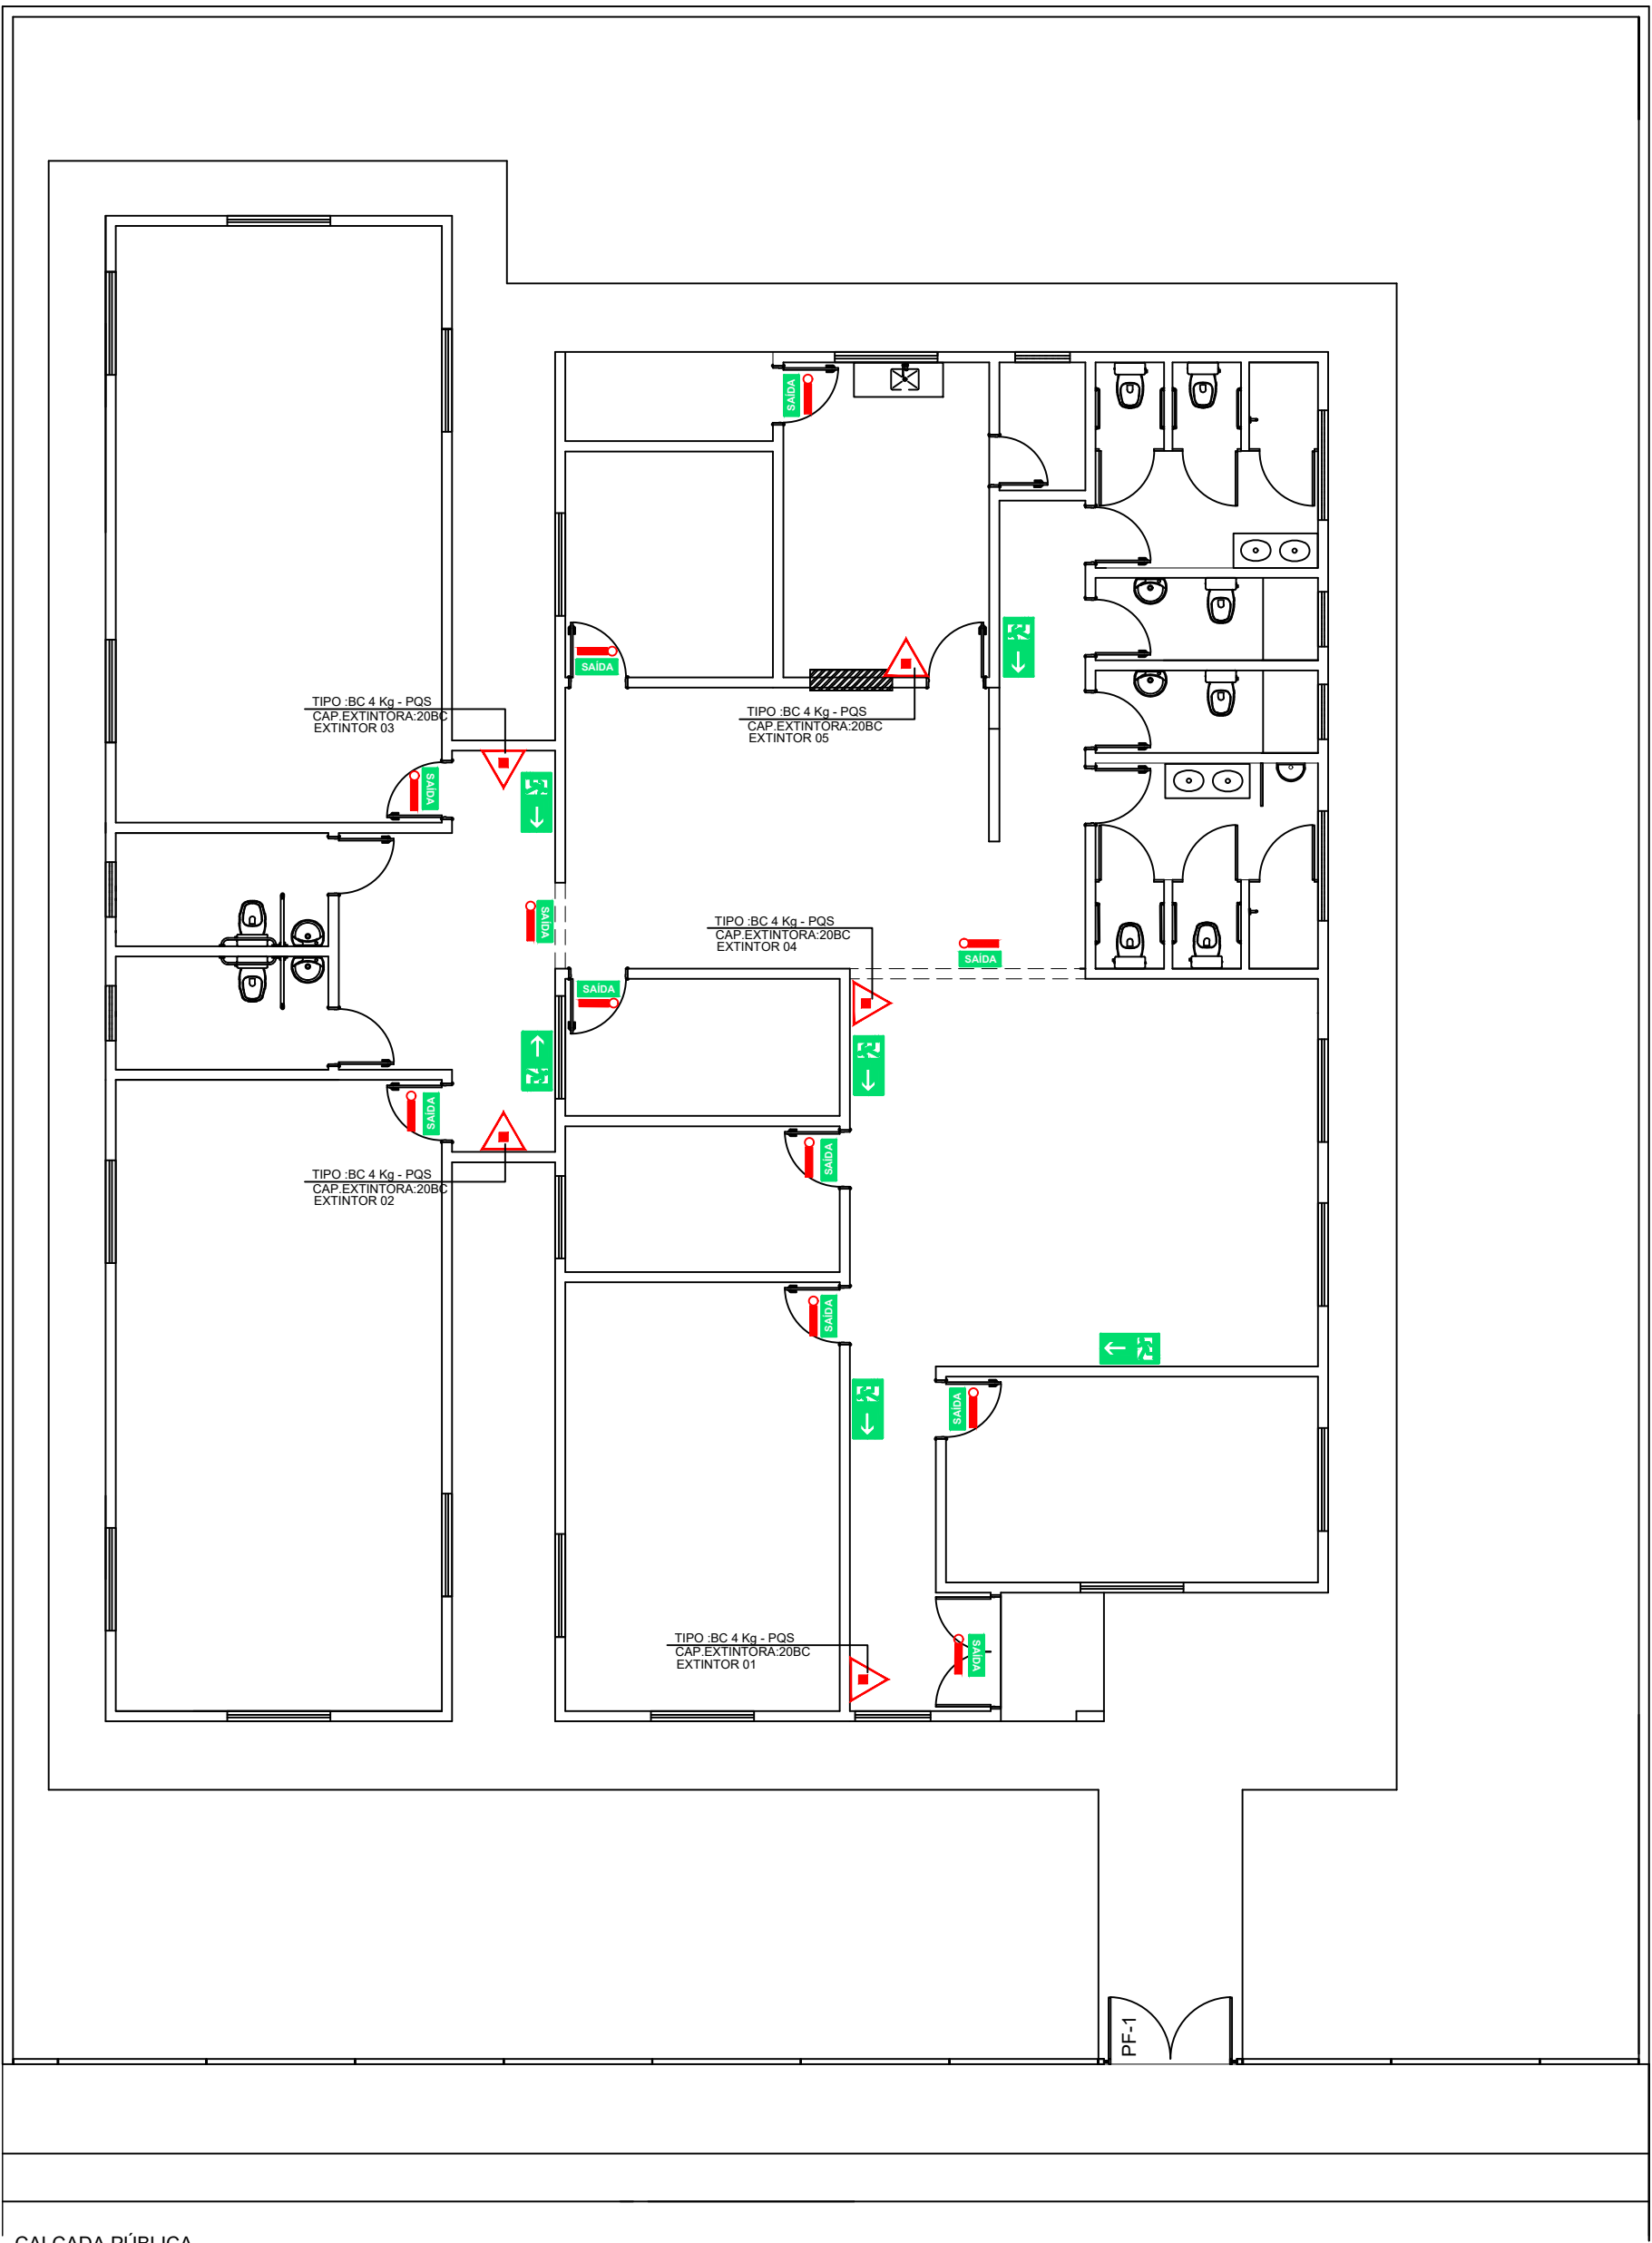 SAÍDA
SAÍDA
TIPO :BC 4 Kg - PQS
CAP.EXTINTORA:20BC
EXTINTOR 03
TIPO :BC 4 Kg - PQS
CAP.EXTINTORA:20BC
EXTINTOR 05
SAÍDA
SAÍDA
TIPO :BC 4 Kg - PQS
CAP.EXTINTORA:20BC
EXTINTOR 04
SAÍDA
SAÍDA
SAÍDA
SAÍDA
TIPO :BC 4 Kg - PQS
CAP.EXTINTORA:20BC
EXTINTOR 02
SAÍDA
SAÍDA
TIPO :BC 4 Kg - PQS
CAP.EXTINTORA:20BC
EXTINTOR 01
SAÍDA
PF-1
CALÇADA PÚBLICA